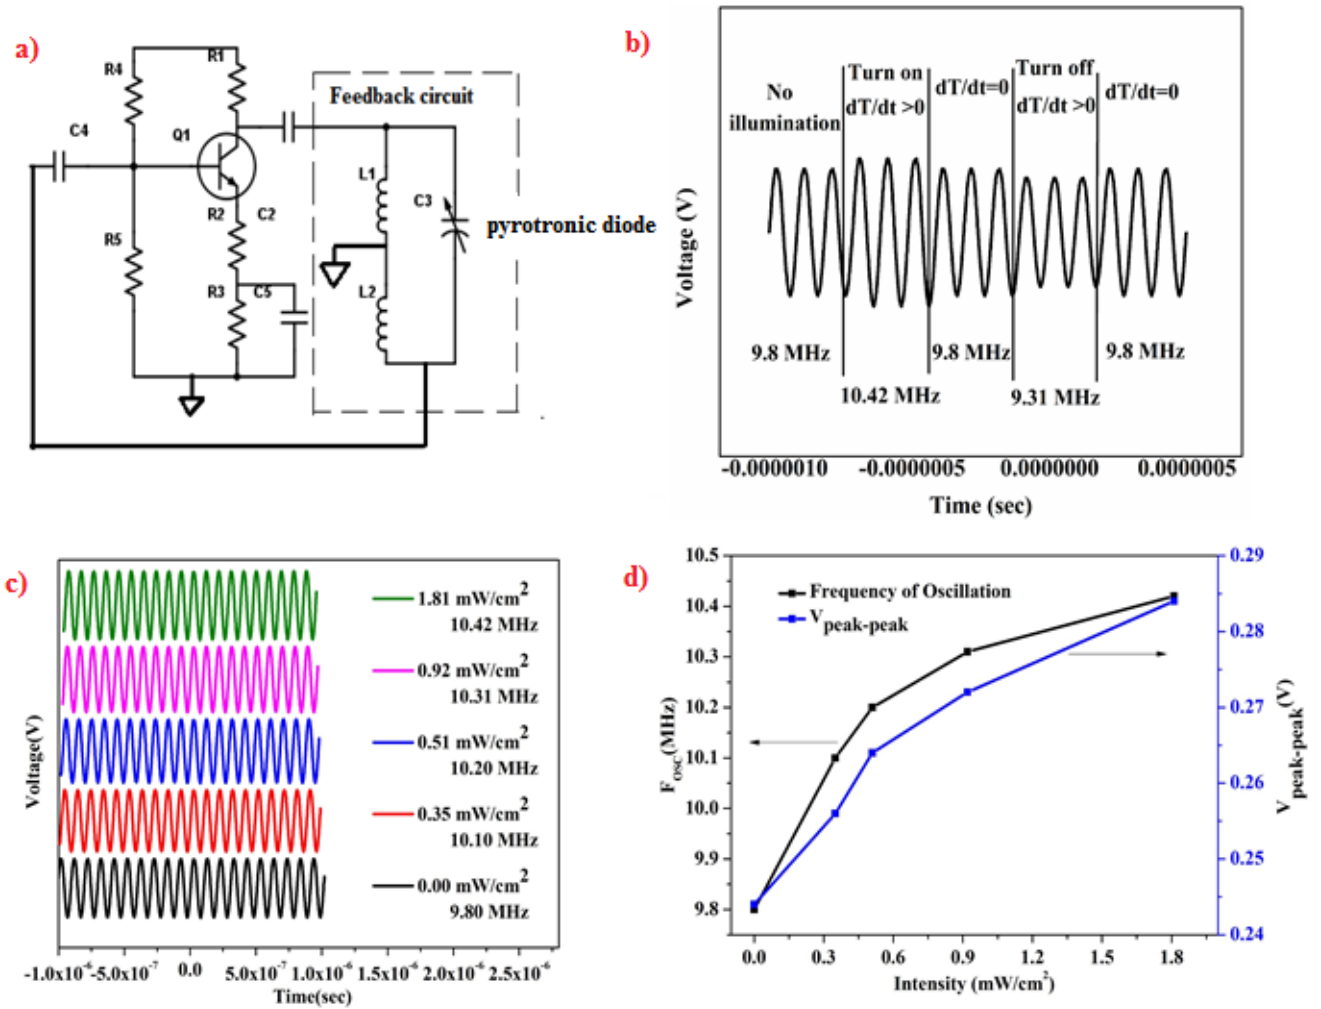 a)
R4
R1
C4
Q1
R2
C2
R5
R3
C5
Feedback circuit
L1
C3
L2
pyrotronic diode
b)
Voltage (V)
No
illumination
Turn on
dT/dt >0
dT/dt=0
Turn off
dT/dt >0
dT/dt=0
9.8 MHz
10.42 MHz
9.8 MHz
9.31 MHz
9.8 MHz
-0.0000010 -0.0000005 0.0000000 0.0000005
Time (sec)
c)
Voltage(V)
1.81 mW/cm²
10.42 MHz
0.92 mW/cm²
10.31 MHz
0.51 mW/cm²
10.20 MHz
0.35 mW/cm²
10.10 MHz
0.00 mW/cm²
9.80 MHz
-1.0x10⁻⁶ -5.0x10⁻⁷ 0.0 5.0x10⁻⁷ 1.0x10⁻⁶ 1.5x10⁻⁶ 2.0x10⁻⁶ 2.5x10⁻⁶
Time(sec)
d)
Fosc(MHz)
10.5
10.4
10.3
10.2
10.1
10.0
9.9
9.8
Frequency of Oscillation
Vpeak-peak
0.29
0.28
0.27
0.26
0.25
0.24
Vpeak-peak(V)
0.0 0.3 0.6 0.9 1.2 1.5 1.8
Intensity (mW/cm²)